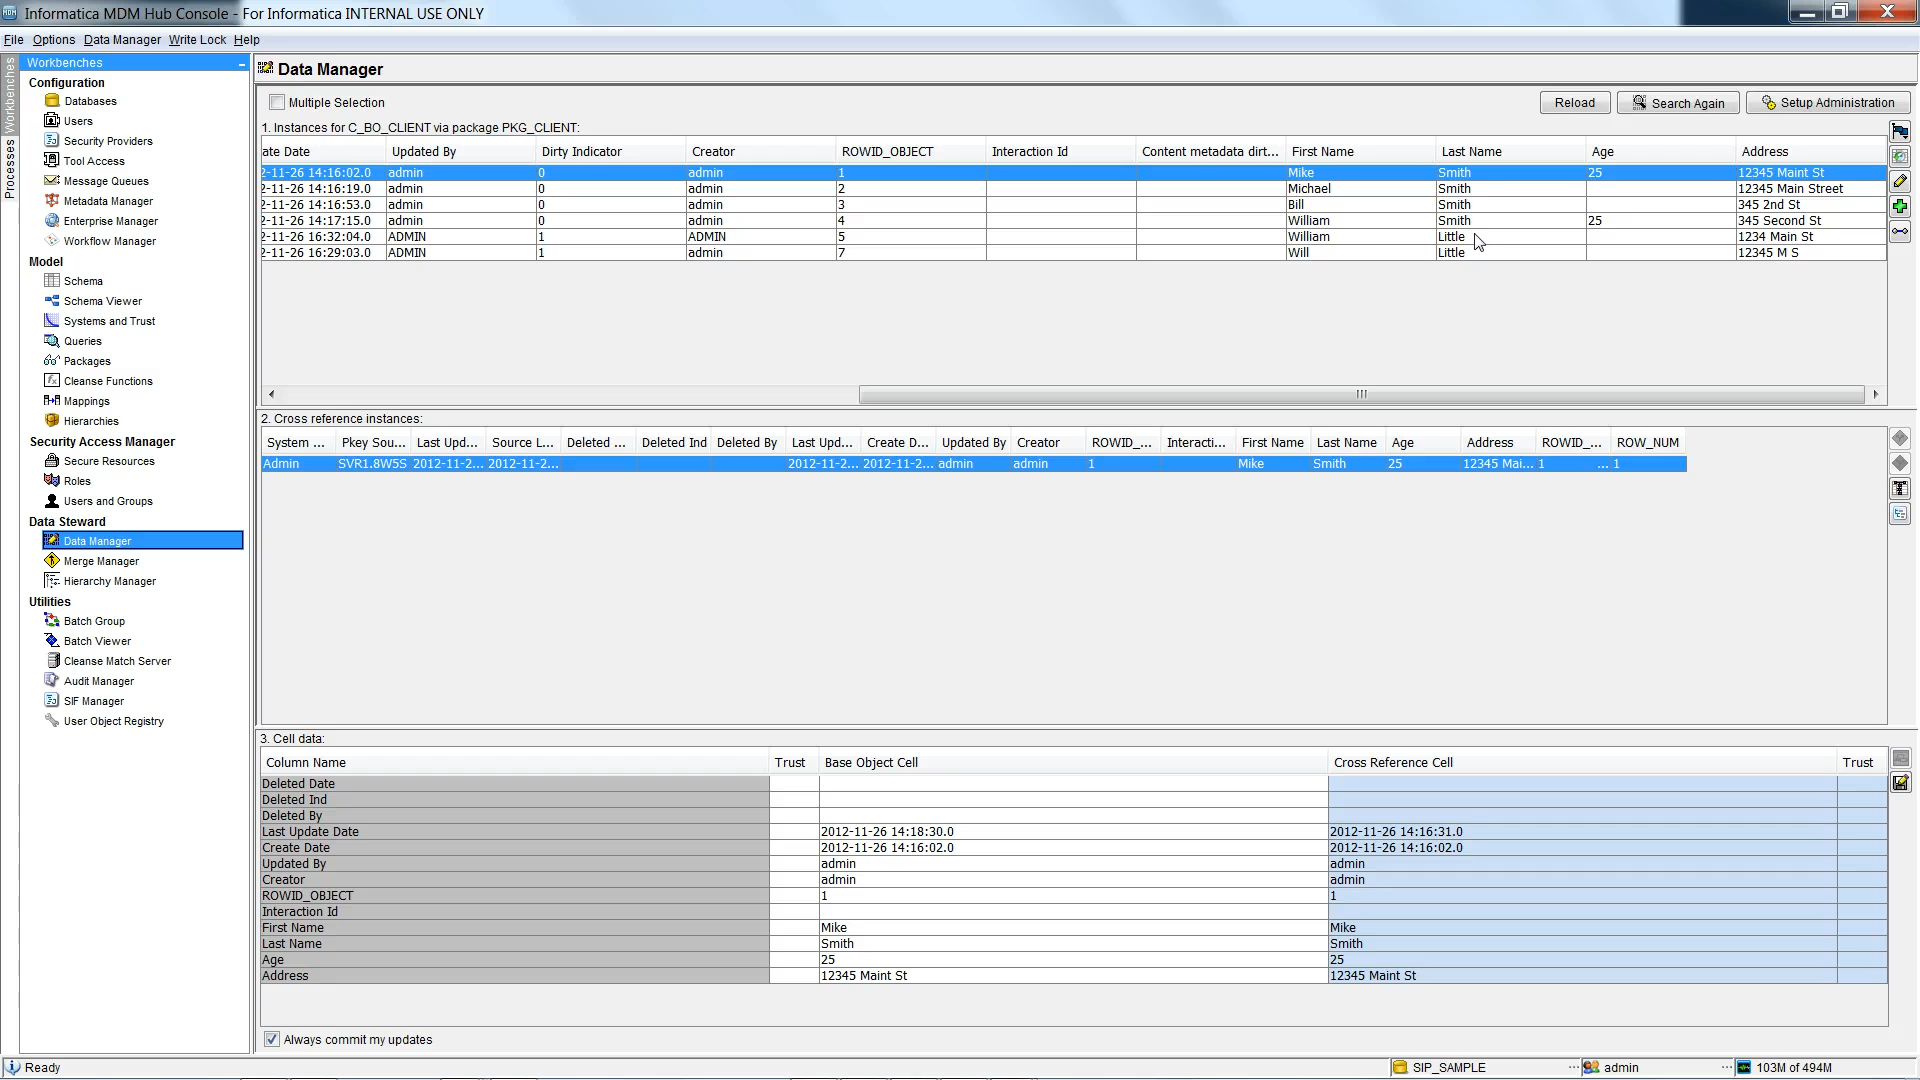 Informatica MDM Hub Console - For Informatica INTERNAL USE ONLY
File Options Data Manager Write Lock Help
Workbenches
Processes
Workbenches
Configuration
Databases
Users
Security Providers
Tool Access
Message Queues
Metadata Manager
Enterprise Manager
Workflow Manager
Model
Schema
Schema Viewer
Systems and Trust
Queries
Packages
Cleanse Functions
Mappings
Hierarchies
Security Access Manager
Secure Resources
Roles
Users and Groups
Data Steward
Data Manager
Merge Manager
Hierarchy Manager
Utilities
Batch Group
Batch Viewer
Cleanse Match Server
Audit Manager
SIF Manager
User Object Registry
Data Manager
Multiple Selection Reload Search Again Setup Administration
1. Instances for C_BO_CLIENT via package PKG_CLIENT:
ate Date Updated By Dirty Indicator Creator ROWID_OBJECT Interaction Id Content metadata dirt... First Name Last Name Age Address
2-11-26 14:16:02.0 admin 0 admin 1 Mike Smith 25 12345 Maint St
2-11-26 14:16:19.0 admin 0 admin 2 Michael Smith 12345 Main Street
2-11-26 14:16:53.0 admin 0 admin 3 Bill Smith 345 2nd St
2-11-26 14:17:15.0 admin 0 admin 4 William Smith 25 345 Second St
2-11-26 16:32:04.0 ADMIN 1 ADMIN 5 William Little 1234 Main St
2-11-26 16:29:03.0 ADMIN 1 admin 7 Will Little 12345 M S
2. Cross reference instances:
System ... Pkey Sou... Last Upd... Source L... Deleted ... Deleted Ind Deleted By Last Upd... Create D... Updated By Creator ROWID_... Interacti... First Name Last Name Age Address ROWID_... ROW_NUM
Admin SVR1.8W5S 2012-11-2... 2012-11-2... 2012-11-2... 2012-11-2... admin admin 1 Mike Smith 25 12345 Mai... 1 ... 1
3. Cell data:
Column Name Trust Base Object Cell Cross Reference Cell Trust
Deleted Date
Deleted Ind
Deleted By
Last Update Date 2012-11-26 14:18:30.0 2012-11-26 14:16:31.0
Create Date 2012-11-26 14:16:02.0 2012-11-26 14:16:02.0
Updated By admin admin
Creator admin admin
ROWID_OBJECT 1 1
Interaction Id
First Name Mike Mike
Last Name Smith Smith
Age 25 25
Address 12345 Maint St 12345 Maint St
Always commit my updates
Ready SIP_SAMPLE ... admin ... 103M of 494M